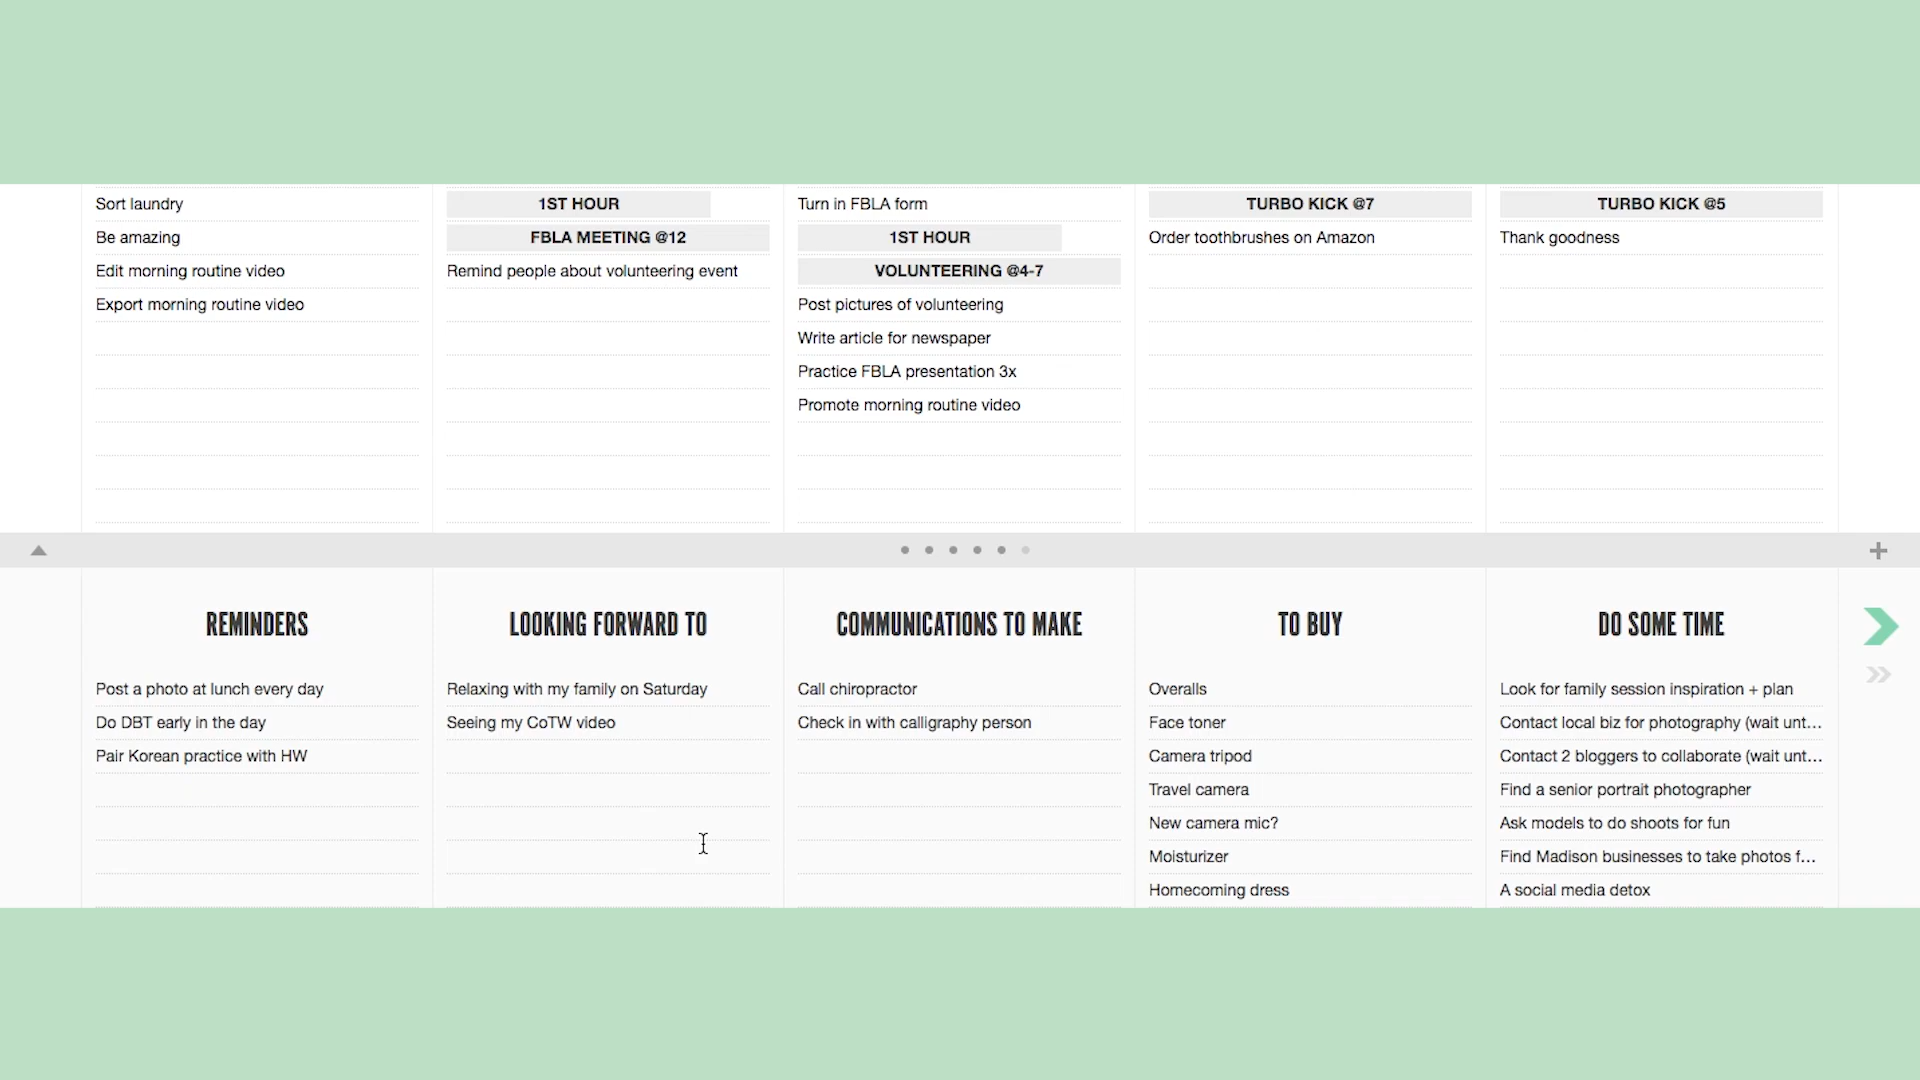 Sort laundry
Be amazing
Edit morning routine video
Export morning routine video
1ST HOUR
FBLA MEETING @12
Remind people about volunteering event
Turn in FBLA form
1ST HOUR
VOLUNTEERING @4-7
Post pictures of volunteering
Write article for newspaper
Practice FBLA presentation 3x
Promote morning routine video
TURBO KICK @7
Order toothbrushes on Amazon
TURBO KICK @5
Thank goodness
REMINDERS
Post a photo at lunch every day
Do DBT early in the day
Pair Korean practice with HW
LOOKING FORWARD TO
Relaxing with my family on Saturday
Seeing my CoTW video
COMMUNICATIONS TO MAKE
Call chiropractor
Check in with calligraphy person
TO BUY
Overalls
Face toner
Camera tripod
Travel camera
New camera mic?
Moisturizer
Homecoming dress
DO SOME TIME
Look for family session inspiration + plan
Contact local biz for photography (wait unt...
Contact 2 bloggers to collaborate (wait unt...
Find a senior portrait photographer
Ask models to do shoots for fun
Find Madison businesses to take photos f...
A social media detox